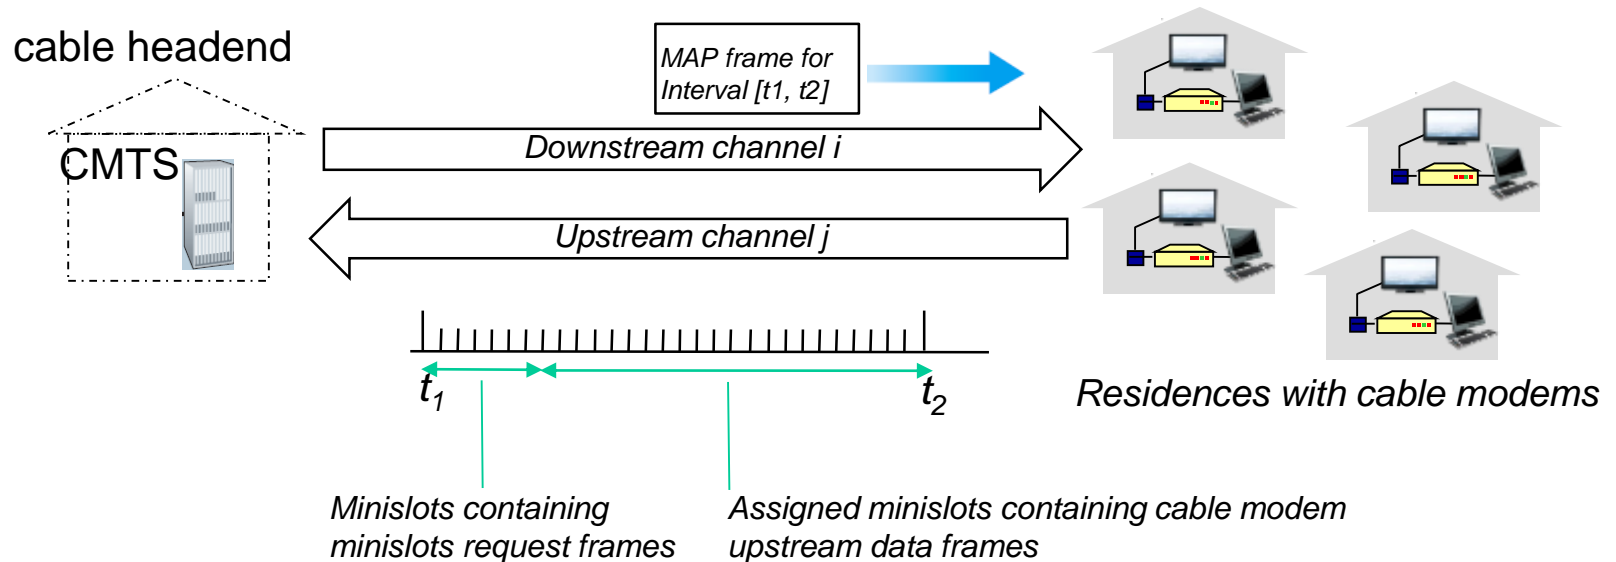 cable headend
MAP frame for
Interval [t1, t2]
CMTS
Downstream channel i
Upstream channel j
t1
t2
Residences with cable modems
Minislots containing
minislots request frames
Assigned minislots containing cable modem
upstream data frames